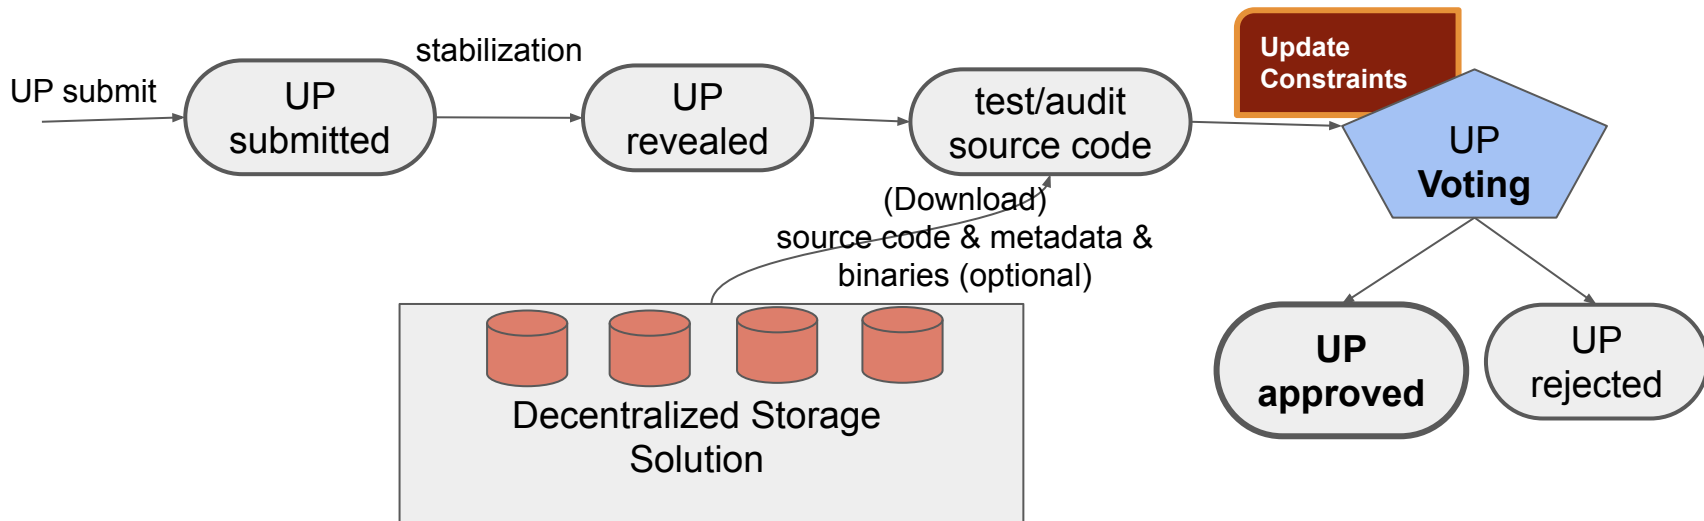 UP submit
UP
submitted
stabilization
UP
revealed
test/audit
source code
Update
Constraints
UP
Voting
(Download)
source code & metadata &
binaries (optional)
Decentralized Storage
Solution
UP
approved
UP
rejected